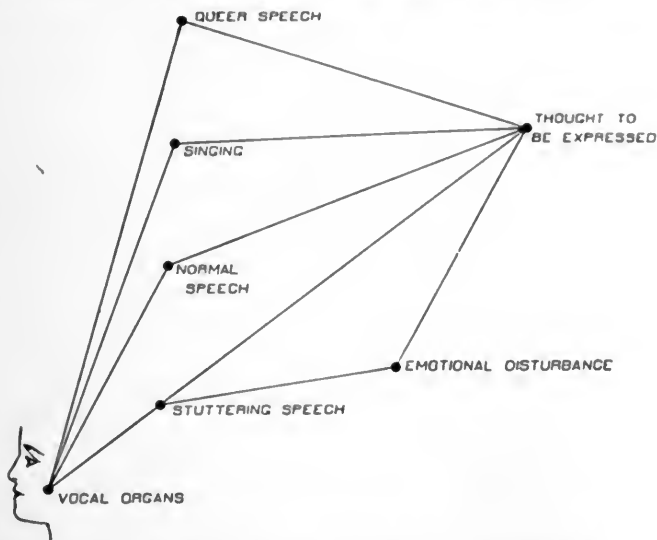 QUEER SPEECH
THOUGHT TO
BE EXPRESSED
SINGING
NORMAL
SPEECH
EMOTIONAL DISTURBANCE
STUTTERING SPEECH
VOCAL ORGANS